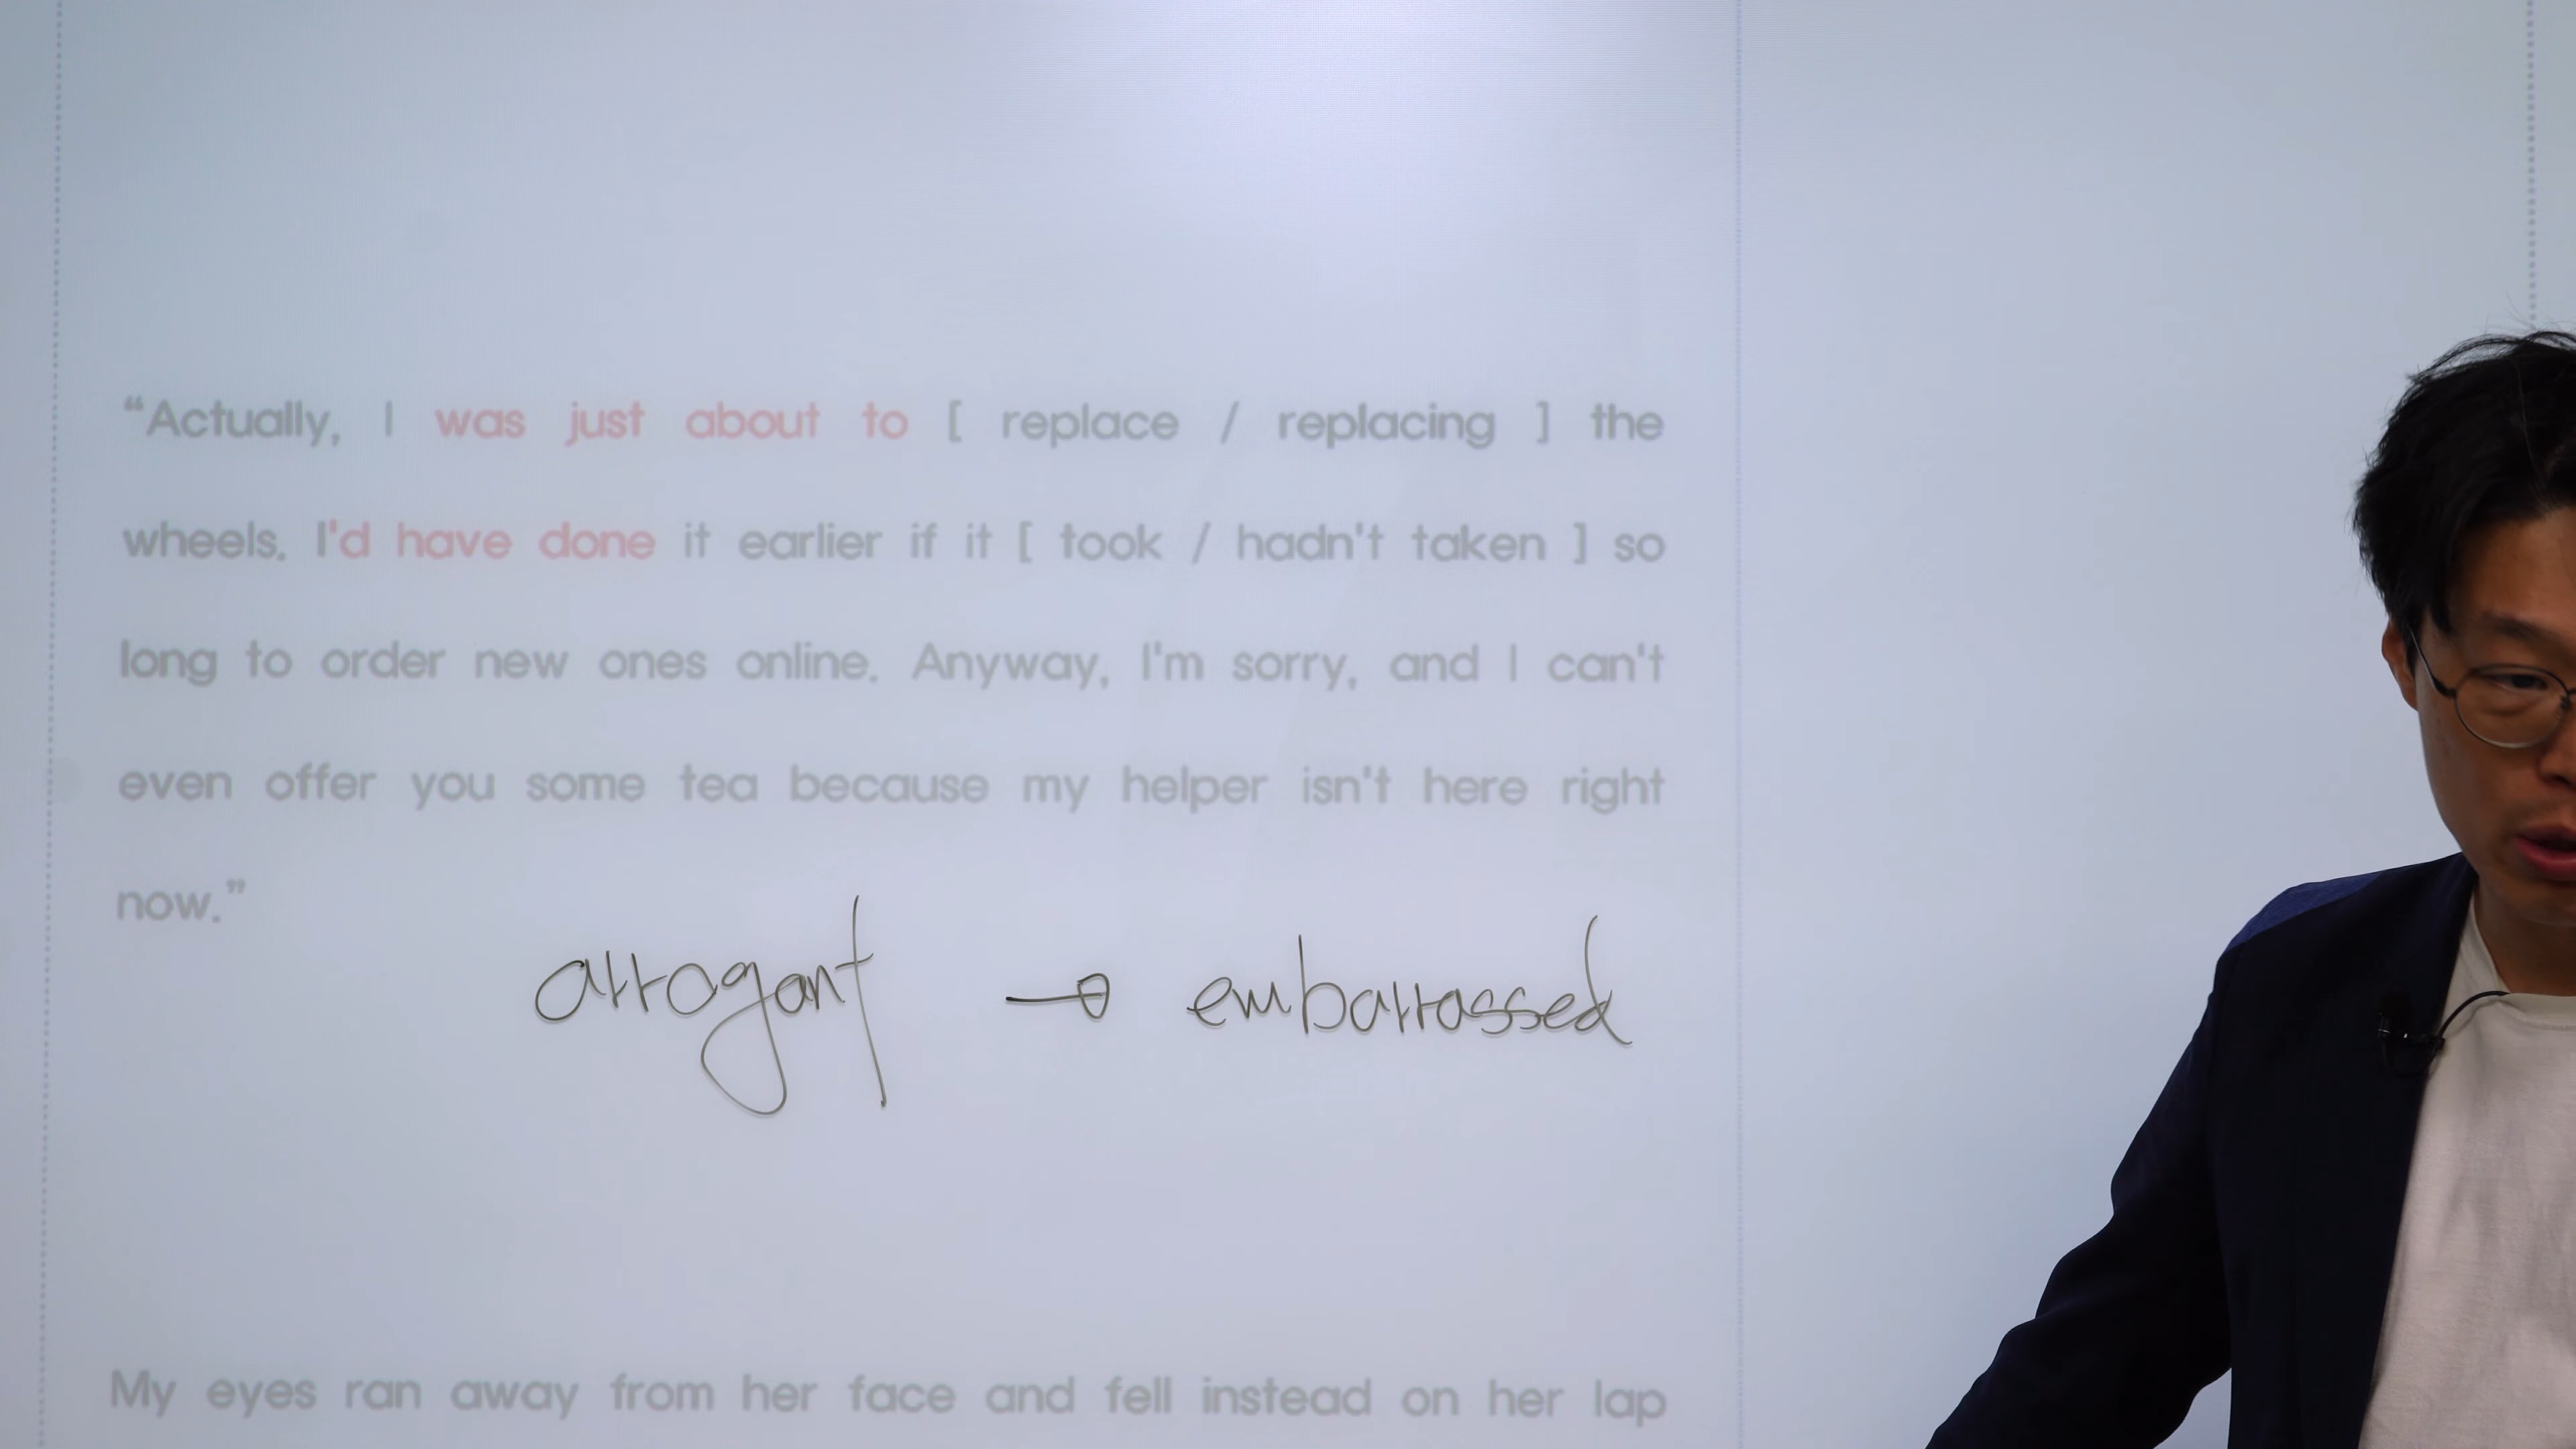 “Actually, I was just about to [ replace / replacing ] the
wheels. I'd have done it earlier if it [ took / hadn't taken ] so
long to order new ones online. Anyway, I'm sorry, and I can't
even offer you some tea because my helper isn't here right
now.”
arrogant → embarrassed
My eyes ran away from her face and fell instead on her lap